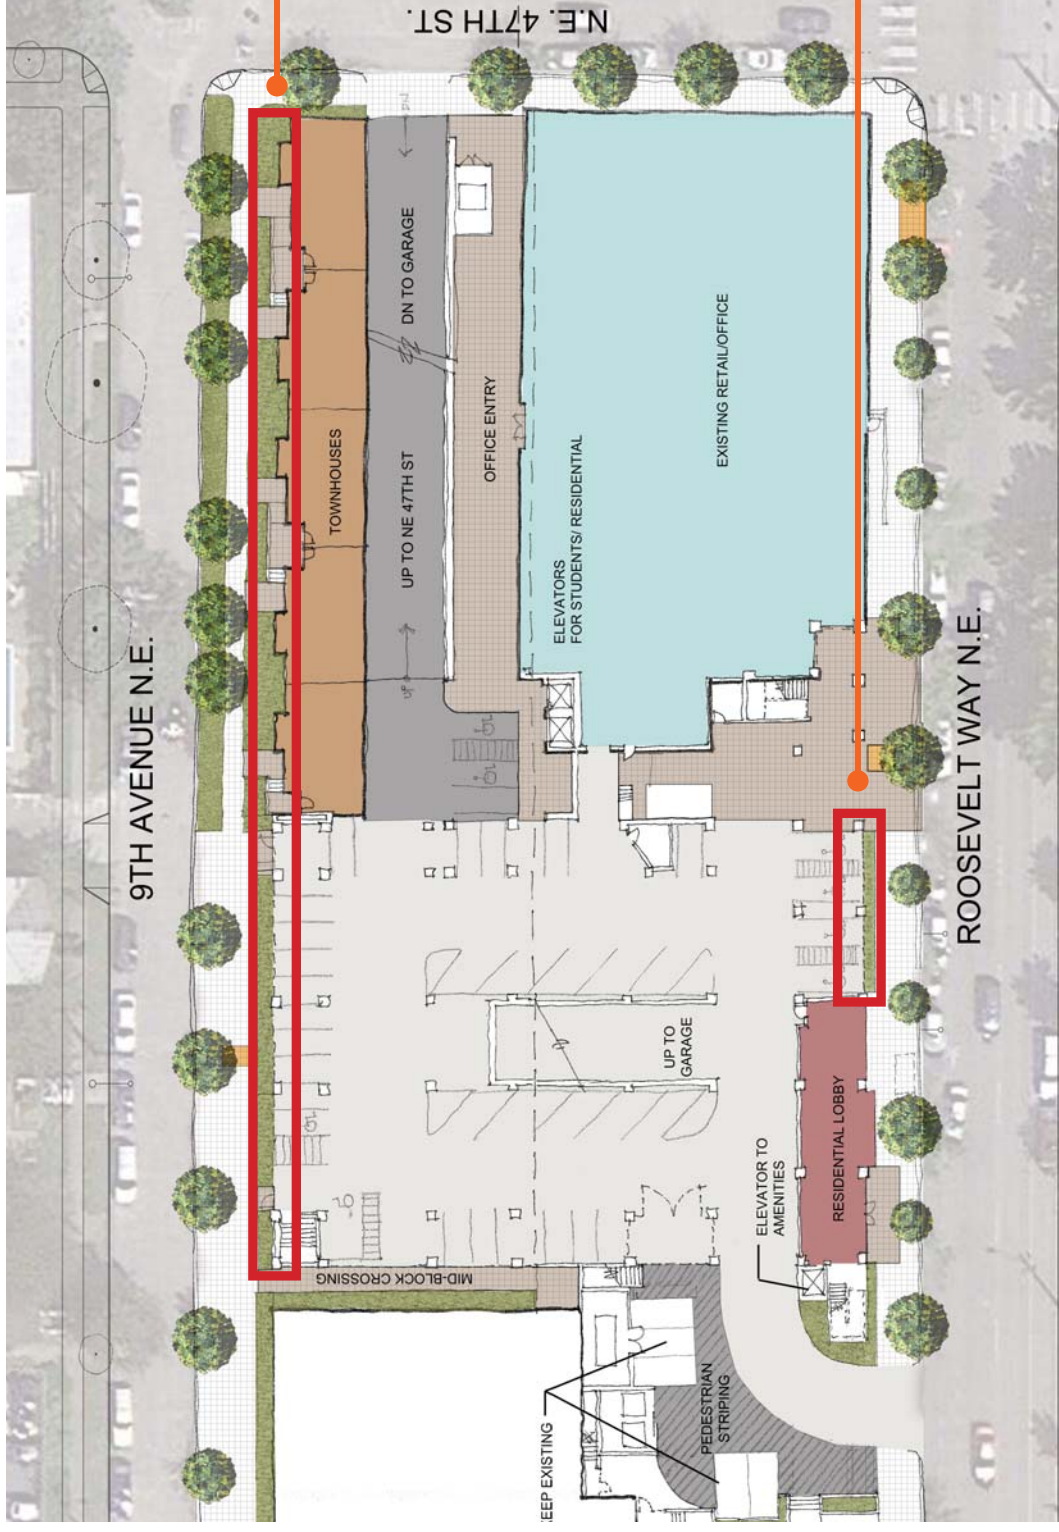 N.E. 47TH ST.
9TH AVENUE N.E.
DN TO GARAGE
UP TO NE 47TH ST
TOWNHOUSES
OFFICE ENTRY
ELEVATORS
FOR STUDENTS/ RESIDENTIAL
EXISTING RETAIL/OFFICE
ROOSEVELT WAY N.E.
UP TO
GARAGE
RESIDENTIAL LOBBY
ELEVATOR TO
AMENITIES
MID-BLOCK CROSSING
PEDESTRIAN
STRIPING
KEEP EXISTING
UP